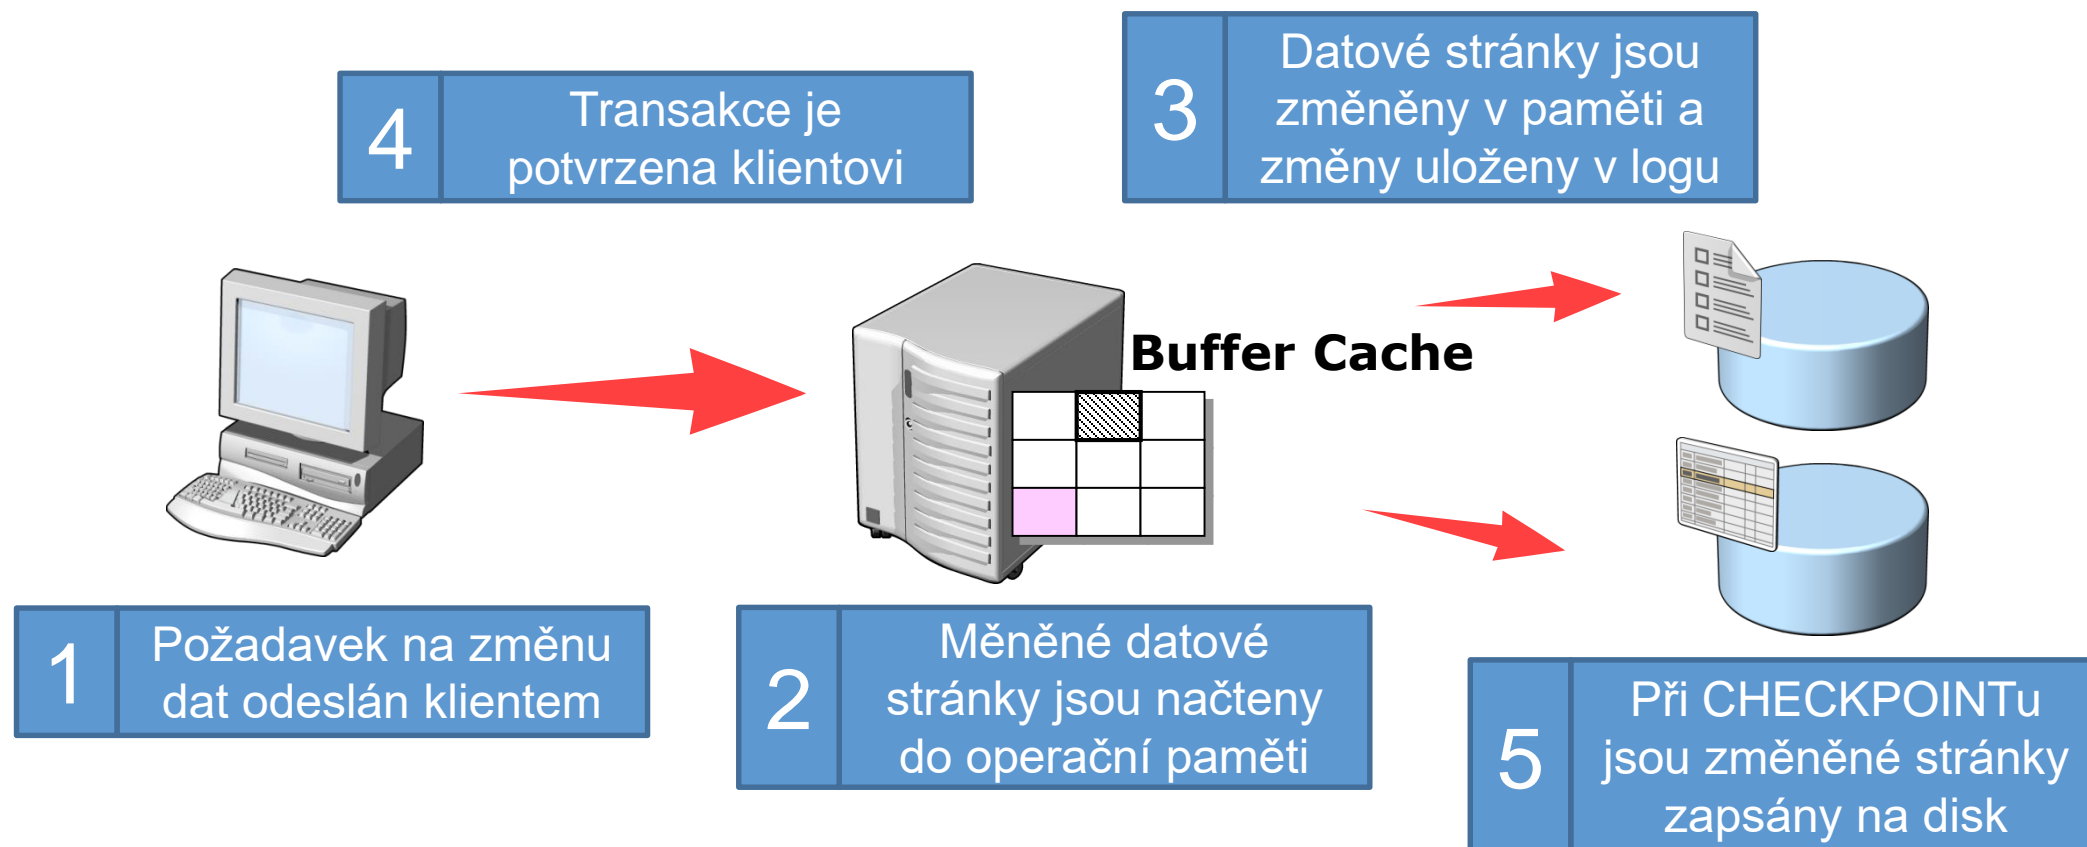 4
Transakce je
potvrzena klientovi
3
Datové stránky jsou
změněny v paměti a
změny uloženy v logu
Buffer Cache
1
Požadavek na změnu
dat odeslán klientem
2
Měněné datové
stránky jsou načteny
do operační paměti
5
Při CHECKPOINTu
jsou změněné stránky
zapsány na disk